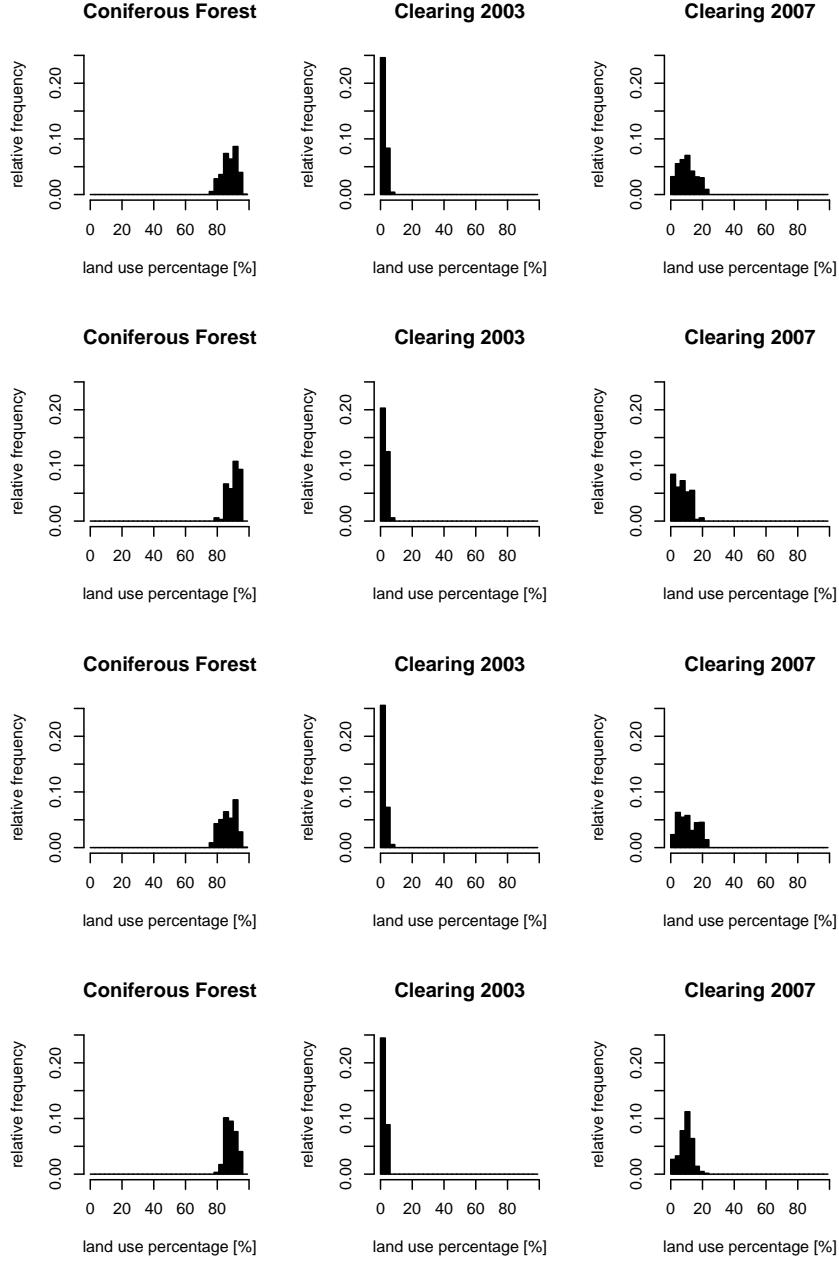 Coniferous Forest
relative frequency
0.00 0.10 0.20
0 20 40 60 80
land use percentage [%]
Clearing 2003
relative frequency
0.00 0.10 0.20
0 20 40 60 80
land use percentage [%]
Clearing 2007
relative frequency
0.00 0.10 0.20
0 20 40 60 80
land use percentage [%]
Coniferous Forest
relative frequency
0.00 0.10 0.20
0 20 40 60 80
land use percentage [%]
Clearing 2003
relative frequency
0.00 0.10 0.20
0 20 40 60 80
land use percentage [%]
Clearing 2007
relative frequency
0.00 0.10 0.20
0 20 40 60 80
land use percentage [%]
Coniferous Forest
relative frequency
0.00 0.10 0.20
0 20 40 60 80
land use percentage [%]
Clearing 2003
relative frequency
0.00 0.10 0.20
0 20 40 60 80
land use percentage [%]
Clearing 2007
relative frequency
0.00 0.10 0.20
0 20 40 60 80
land use percentage [%]
Coniferous Forest
relative frequency
0.00 0.10 0.20
0 20 40 60 80
land use percentage [%]
Clearing 2003
relative frequency
0.00 0.10 0.20
0 20 40 60 80
land use percentage [%]
Clearing 2007
relative frequency
0.00 0.10 0.20
0 20 40 60 80
land use percentage [%]